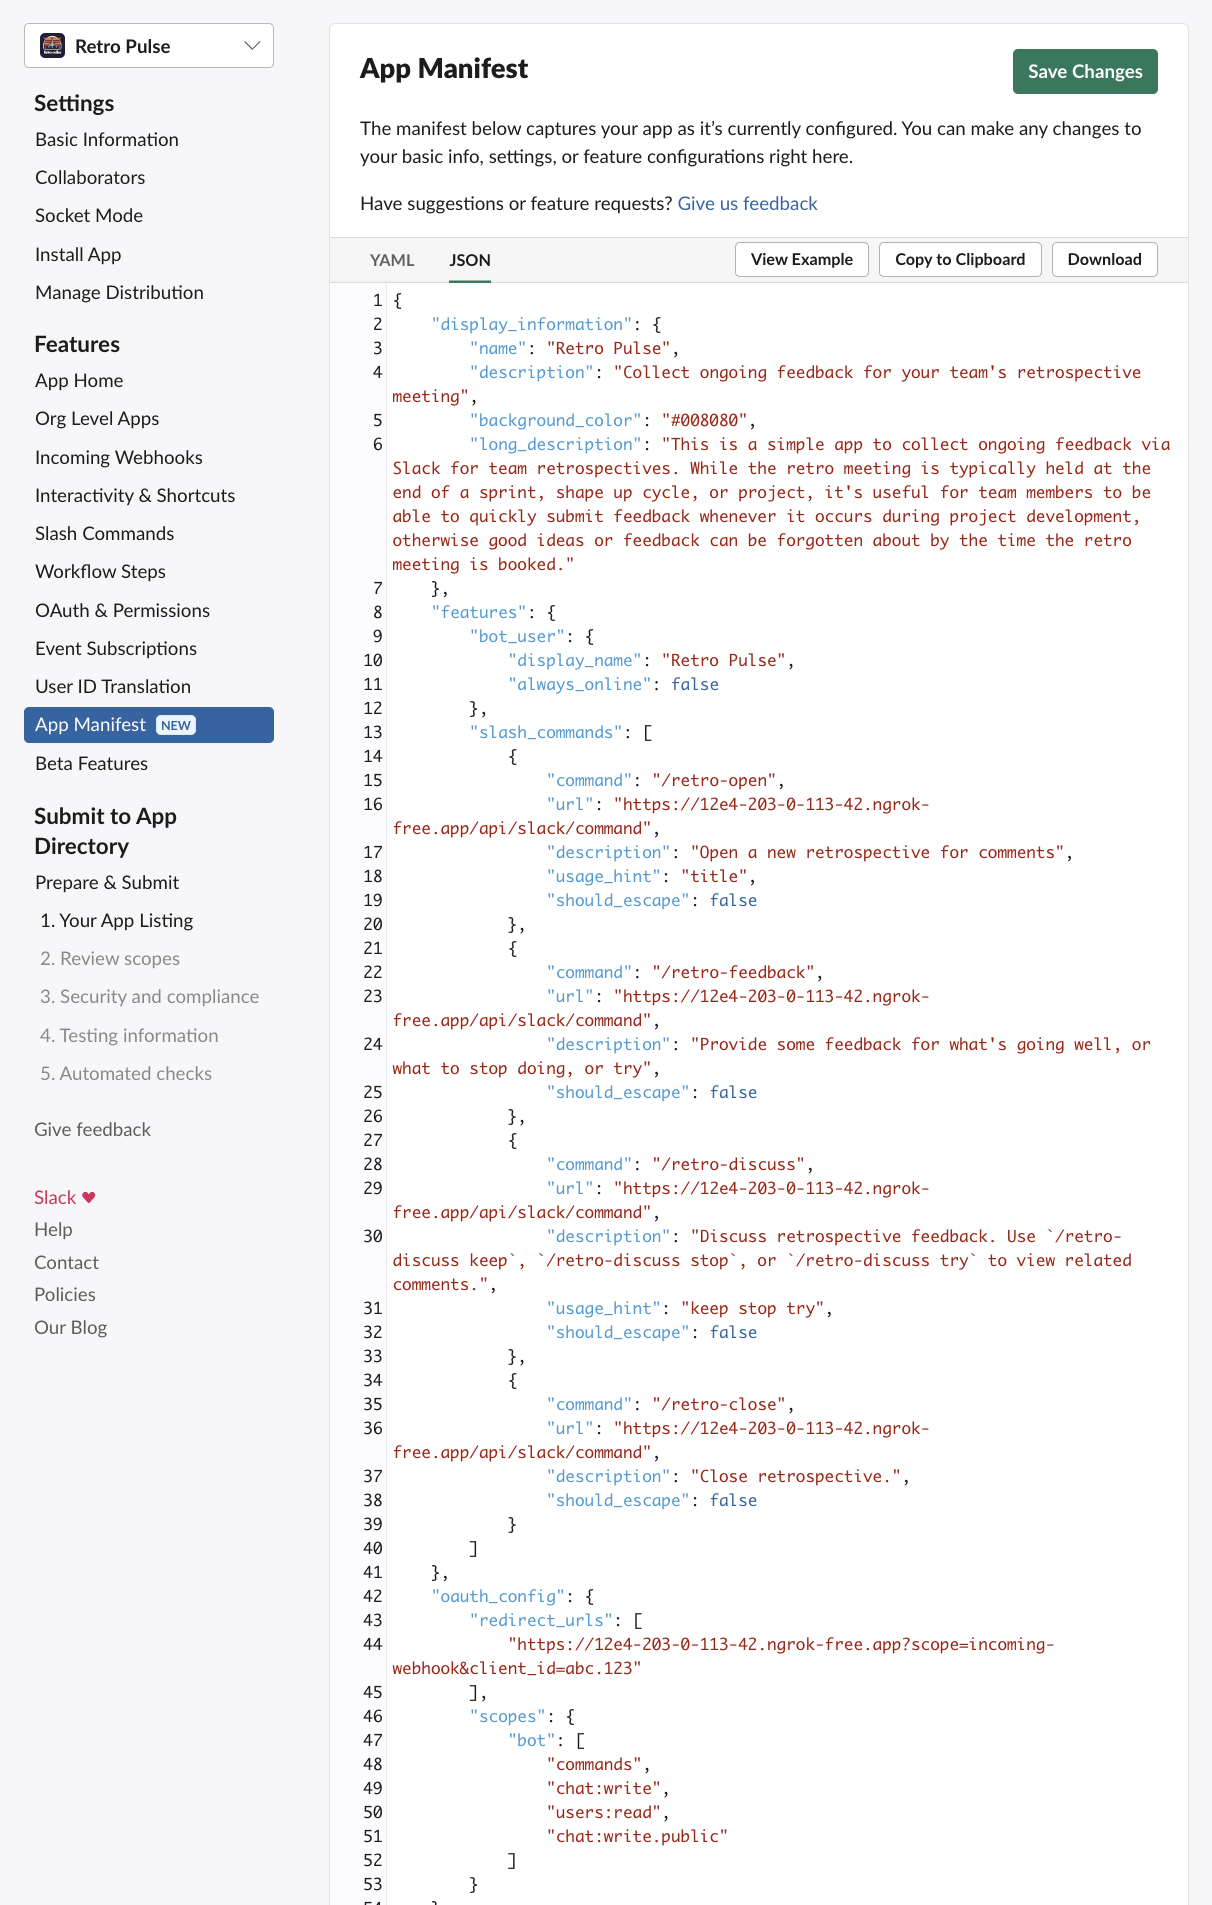 Retro Pulse
Settings
Basic Information
Collaborators
Socket Mode
Install App
Manage Distribution
Features
App Home
Org Level Apps
Incoming Webhooks
Interactivity & Shortcuts
Slash Commands
Workflow Steps
OAuth & Permissions
Event Subscriptions
User ID Translation
App Manifest NEW
Beta Features
Submit to App
Directory
Prepare & Submit
1. Your App Listing
2. Review scopes
3. Security and compliance
4. Testing information
5. Automated checks
Give feedback
Slack ♥
Help
Contact
Policies
Our Blog
App Manifest
Save Changes
The manifest below captures your app as it’s currently configured. You can make any changes to
your basic info, settings, or feature configurations right here.
Have suggestions or feature requests? Give us feedback
YAML JSON View Example Copy to Clipboard Download
1 {
2 "display_information": {
3 "name": "Retro Pulse",
4 "description": "Collect ongoing feedback for your team's retrospective
meeting",
5 "background_color": "#008080",
6 "long_description": "This is a simple app to collect ongoing feedback via
Slack for team retrospectives. While the retro meeting is typically held at the
end of a sprint, shape up cycle, or project, it's useful for team members to be
able to quickly submit feedback whenever it occurs during project development,
otherwise good ideas or feedback can be forgotten about by the time the retro
meeting is booked."
7 },
8 "features": {
9 "bot_user": {
10 "display_name": "Retro Pulse",
11 "always_online": false
12 },
13 "slash_commands": [
14 {
15 "command": "/retro-open",
16 "url": "https://12e4-203-0-113-42.ngrok-
free.app/api/slack/command",
17 "description": "Open a new retrospective for comments",
18 "usage_hint": "title",
19 "should_escape": false
20 },
21 {
22 "command": "/retro-feedback",
23 "url": "https://12e4-203-0-113-42.ngrok-
free.app/api/slack/command",
24 "description": "Provide some feedback for what's going well, or
what to stop doing, or try",
25 "should_escape": false
26 },
27 {
28 "command": "/retro-discuss",
29 "url": "https://12e4-203-0-113-42.ngrok-
free.app/api/slack/command",
30 "description": "Discuss retrospective feedback. Use `/retro-
discuss keep`, `/retro-discuss stop`, or `/retro-discuss try` to view related
comments.",
31 "usage_hint": "keep stop try",
32 "should_escape": false
33 },
34 {
35 "command": "/retro-close",
36 "url": "https://12e4-203-0-113-42.ngrok-
free.app/api/slack/command",
37 "description": "Close retrospective.",
38 "should_escape": false
39 }
40 ]
41 },
42 "oauth_config": {
43 "redirect_urls": [
44 "https://12e4-203-0-113-42.ngrok-free.app?scope=incoming-
webhook&client_id=abc.123"
45 ],
46 "scopes": {
47 "bot": [
48 "commands",
49 "chat:write",
50 "users:read",
51 "chat:write.public"
52 ]
53 }